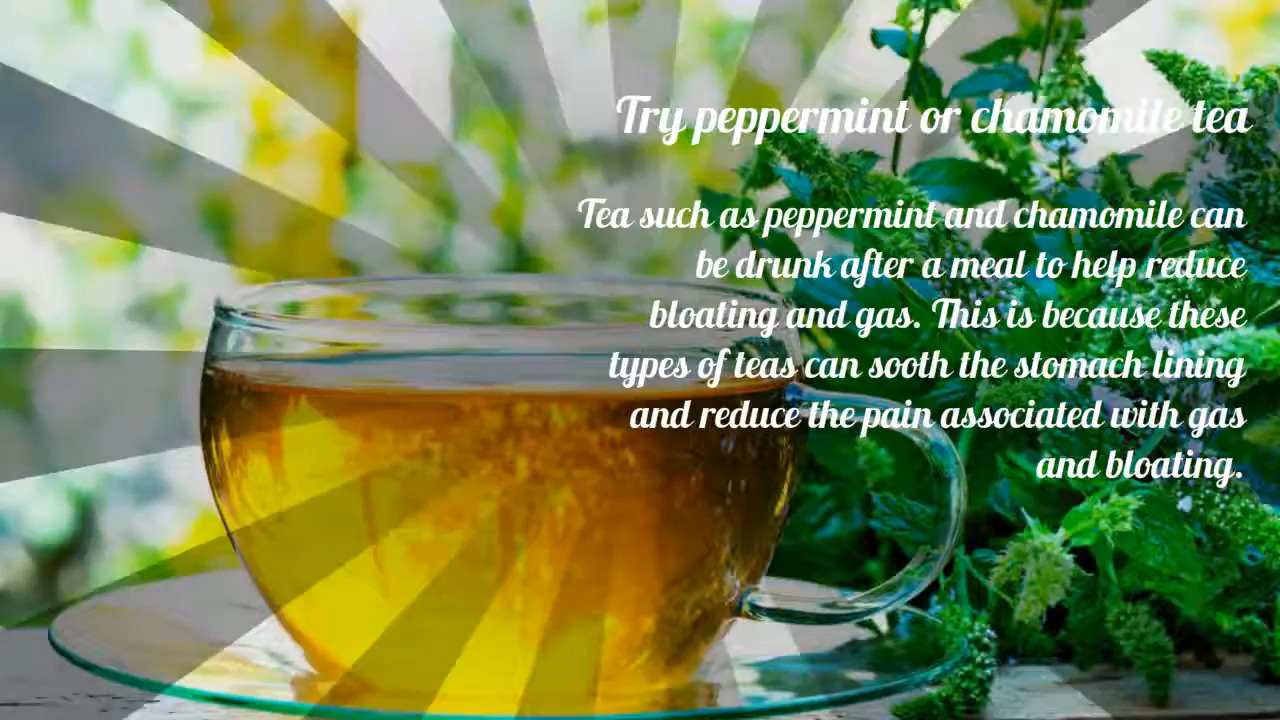 Try peppermint or chamomile tea
Tea such as peppermint and chamomile can
be drunk after a meal to help reduce
bloating and gas. This is because these
types of teas can sooth the stomach lining
and reduce the pain associated with gas
and bloating.